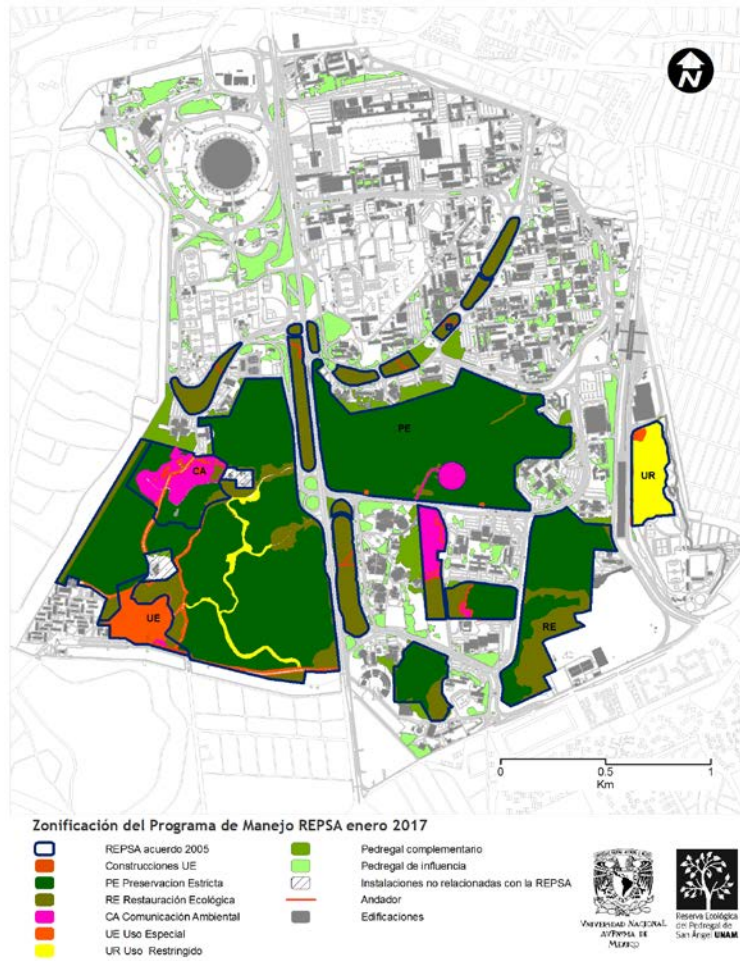 N
PE
CA
UR
UE
RE
0 0.5 1
Km
Zonificación del Programa de Manejo REPSA enero 2017
REPSA acuerdo 2005
Construcciones UE
PE Preservacion Estricta
RE Restauración Ecológica
CA Comunicación Ambiental
UE Uso Especial
UR Uso Restringido
Pedregal complementario
Pedregal de influencia
Instalaciones no relacionadas con la REPSA
Andador
Edificaciones
VNIVERSIDAD NACIONAL
AVTNMA DE
MEXICO
Reserva Ecológica
del Pedregal de
San Ángel UNAM